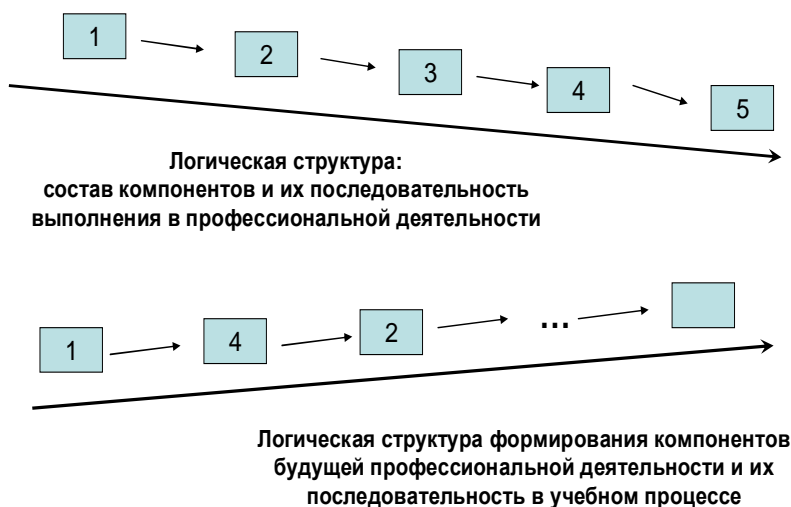 1
2
3
4
5
Логическая структура:
состав компонентов и их последовательность
выполнения в профессиональной деятельности
1
4
2
...
Логическая структура формирования компонентов
будущей профессиональной деятельности и их
последовательность в учебном процессе